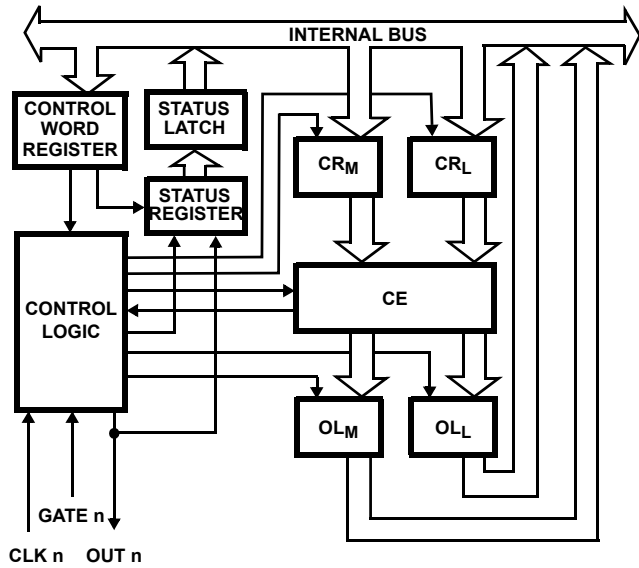 INTERNAL BUS
CONTROL
WORD
REGISTER
STATUS
LATCH
STATUS
REGISTER
CRM
CRL
CONTROL
LOGIC
CE
OLM
OLL
GATE n
CLK n OUT n